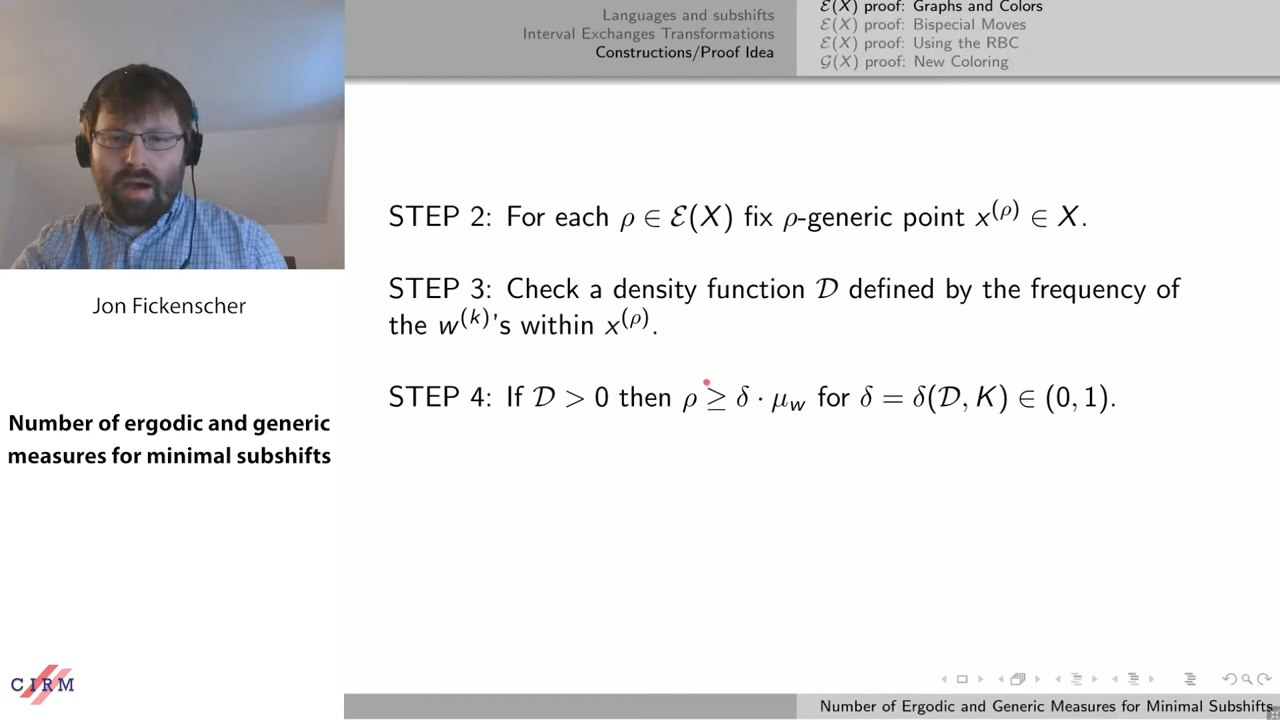 Languages and subshifts
Interval Exchanges Transformations
Constructions/Proof Idea
ℰ(X) proof: Graphs and Colors
ℰ(X) proof: Bispecial Moves
ℰ(X) proof: Using the RBC
𝒢(X) proof: New Coloring
STEP 2: For each ρ ∈ ℰ(X) fix ρ-generic point x^(ρ) ∈ X.
STEP 3: Check a density function 𝒟 defined by the frequency of
the w^(k)'s within x^(ρ).
STEP 4: If 𝒟 > 0 then ρ ≥ δ · μ_w for δ = δ(𝒟, K) ∈ (0, 1).
Jon Fickenscher
Number of ergodic and generic
measures for minimal subshifts
CIRM
Number of Ergodic and Generic Measures for Minimal Subshifts